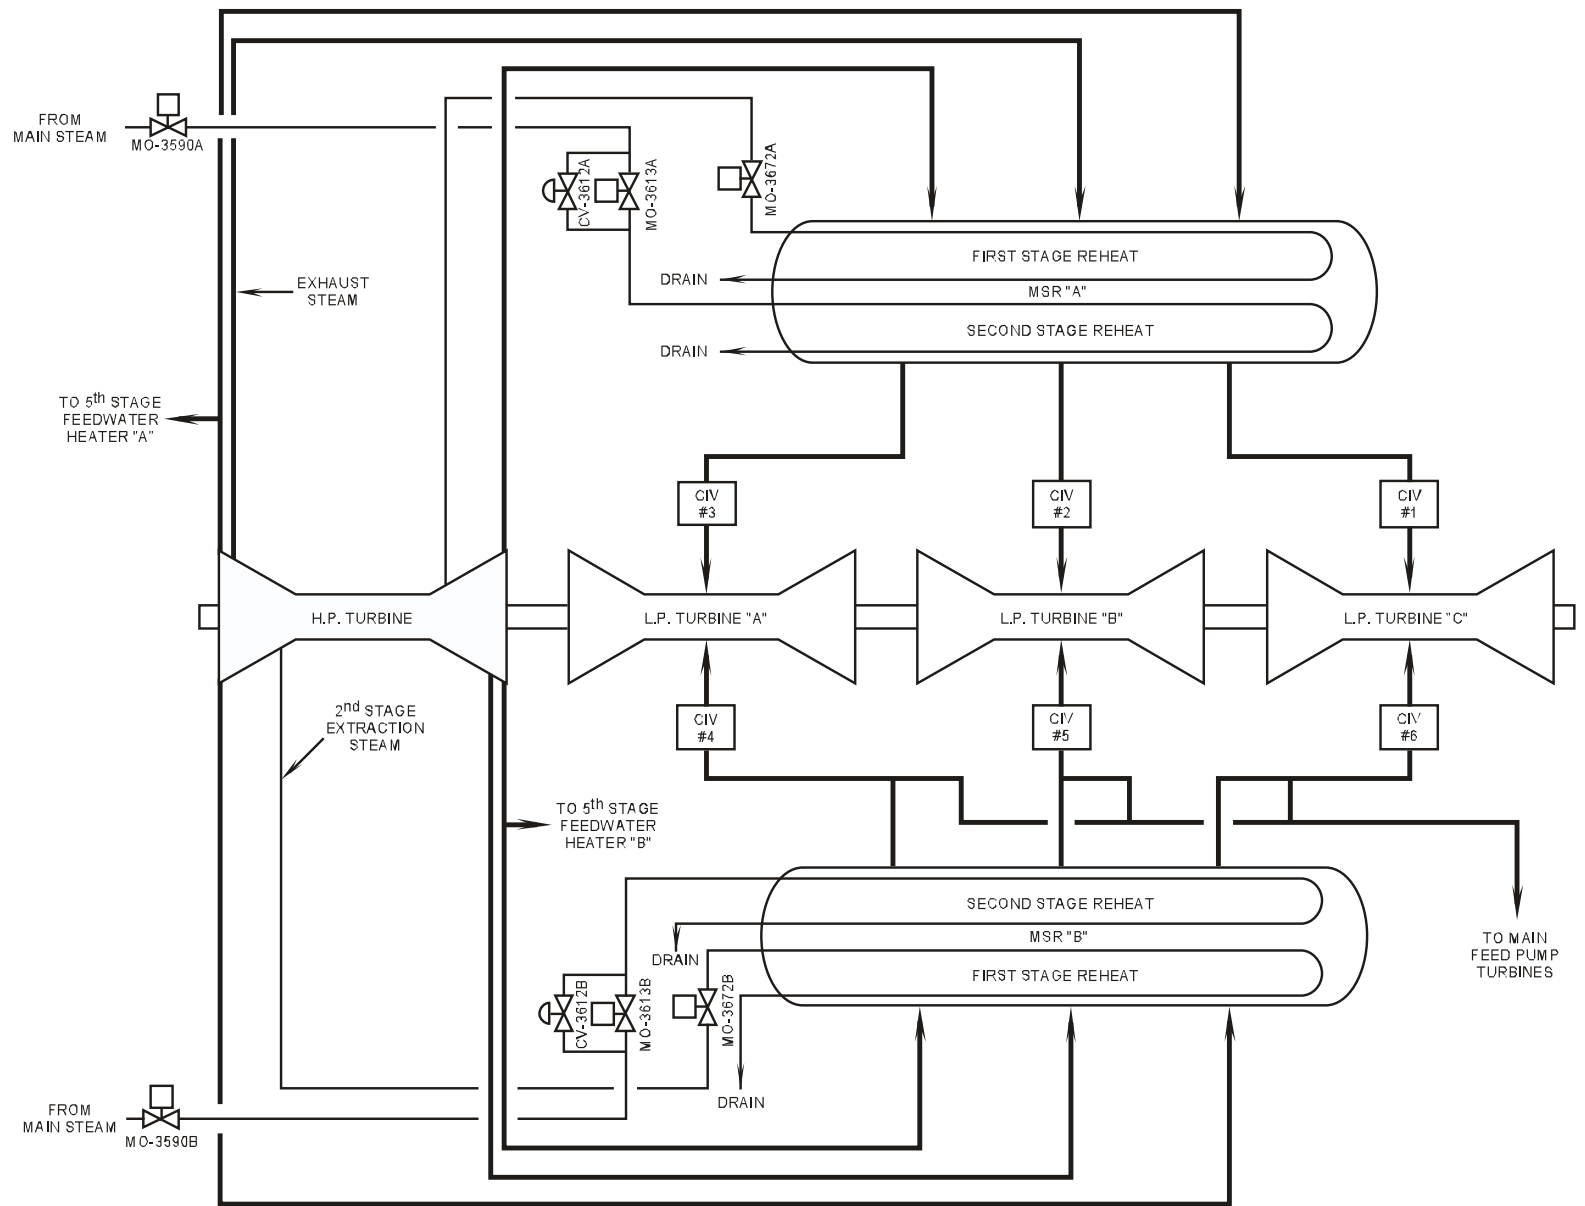 FROM
MAIN STEAM
MO-3590A
CV-3612A
MO-3613A
MO-3672A
FIRST STAGE REHEAT
DRAIN
MSR "A"
SECOND STAGE REHEAT
DRAIN
EXHAUST
STEAM
TO 5th STAGE
FEEDWATER
HEATER "A"
CIV
#3
CIV
#2
CIV
#1
H.P. TURBINE
L.P. TURBINE "A"
L.P. TURBINE "B"
L.P. TURBINE "C"
2nd STAGE
EXTRACTION
STEAM
CIV
#4
CIV
#5
CIV
#6
TO 5th STAGE
FEEDWATER
HEATER "B"
SECOND STAGE REHEAT
MSR "B"
DRAIN
FIRST STAGE REHEAT
TO MAIN
FEED PUMP
TURBINES
CV-3612B
MO-3613B
MO-3672B
DRAIN
FROM
MAIN STEAM
MO-3590B